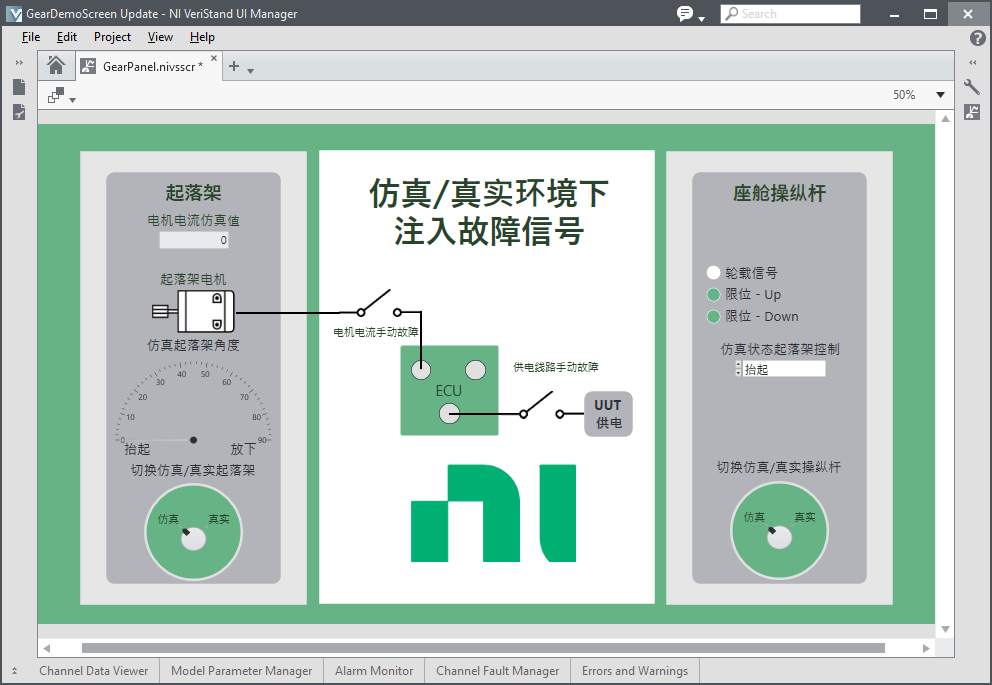 GearDemoScreen Update - NI VeriStand UI Manager
Search
File Edit Project View Help
GearPanel.nivsscr *
50%
起落架
电机电流仿真值
0
起落架电机
仿真起落架角度
0 10 20 30 40 50 60 70 80 90
抬起 放下
切换仿真/真实起落架
仿真 真实
仿真/真实环境下
注入故障信号
电机电流手动故障
供电线路手动故障
ECU
UUT
供电
ni
座舱操纵杆
轮载信号
限位 - Up
限位 - Down
仿真状态起落架控制
抬起
切换仿真/真实操纵杆
仿真 真实
Channel Data Viewer Model Parameter Manager Alarm Monitor Channel Fault Manager Errors and Warnings